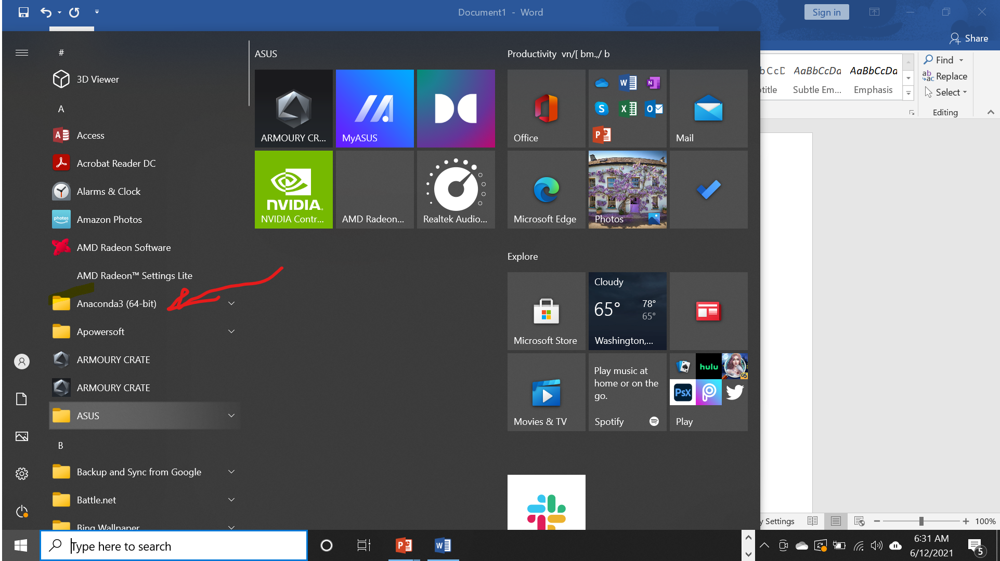 Document1 - Word
Sign in
Share
#
3D Viewer
A
Access
Acrobat Reader DC
Alarms & Clock
photos
Amazon Photos
AMD Radeon Software
AMD Radeon™ Settings Lite
Anaconda3 (64-bit)
Apowersoft
ARMOURY CRATE
ARMOURY CRATE
ASUS
B
Backup and Sync from Google
Battle.net
Bing Wallpaper
ASUS
ARMOURY CR...
MyASUS
NVIDIA.
NVIDIA Contr...
AMD Radeon...
Realtek Audio...
Productivity vn/[ bm.,/ b
Office
Mail
Microsoft Edge
Photos
Explore
Microsoft Store
Cloudy
65° 78°
65°
Washington,...
Movies & TV
Play music at
home or on the
go.
Spotify
hulu
PsX
Play
CcD AaBbCcDa AaBbCcDa
title Subtle Em... Emphasis
Find
Replace
Select
Editing
y Settings
100%
Type here to search
6:31 AM
6/12/2021
5